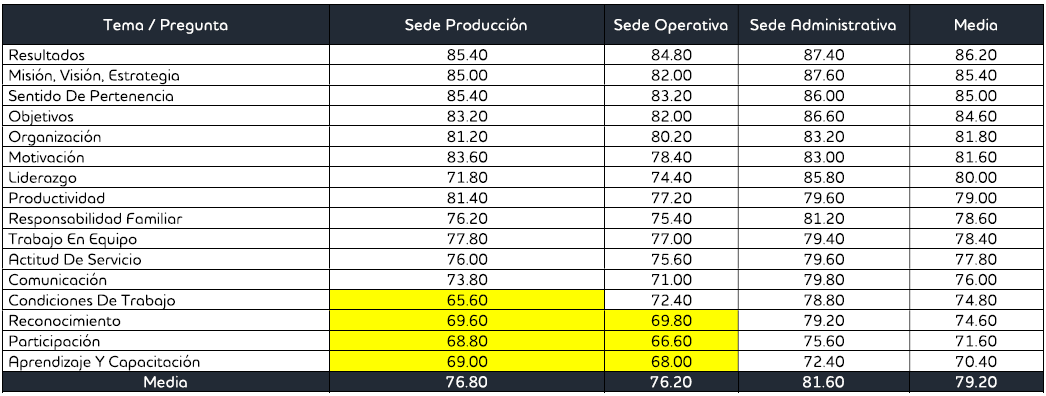 Tema / Pregunta Sede Producción Sede Operativa Sede Administrativa Media
Resultados 85.40 84.80 87.40 86.20
Misión, Visión, Estrategia 85.00 82.00 87.60 85.40
Sentido De Pertenencia 85.40 83.20 86.00 85.00
Objetivos 83.20 82.00 86.60 84.60
Organización 81.20 80.20 83.20 81.80
Motivación 83.60 78.40 83.00 81.60
Liderazgo 71.80 74.40 85.80 80.00
Productividad 81.40 77.20 79.60 79.00
Responsabilidad Familiar 76.20 75.40 81.20 78.60
Trabajo En Equipo 77.80 77.00 79.40 78.40
Actitud De Servicio 76.00 75.60 79.60 77.80
Comunicación 73.80 71.00 79.80 76.00
Condiciones De Trabajo 65.60 72.40 78.80 74.80
Reconocimiento 69.60 69.80 79.20 74.60
Participación 68.80 66.60 75.60 71.60
Aprendizaje Y Capacitación 69.00 68.00 72.40 70.40
Media 76.80 76.20 81.60 79.20